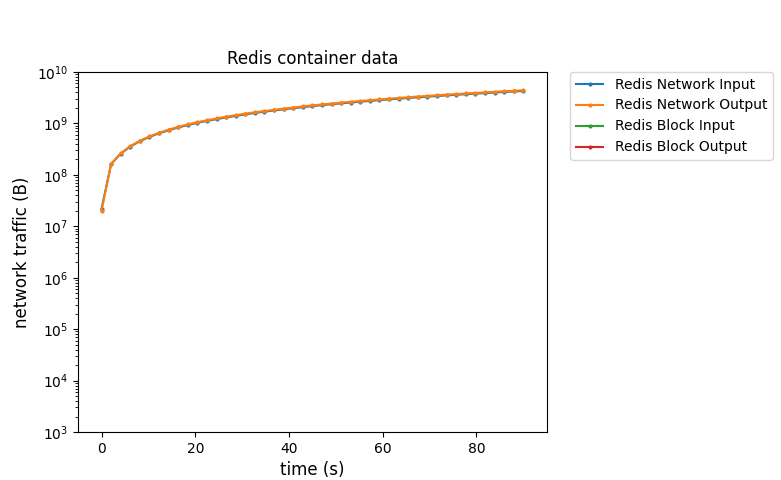 Redis container data
network traffic (B)
10^10
10^9
10^8
10^7
10^6
10^5
10^4
10^3
0 20 40 60 80
time (s)
Redis Network Input
Redis Network Output
Redis Block Input
Redis Block Output